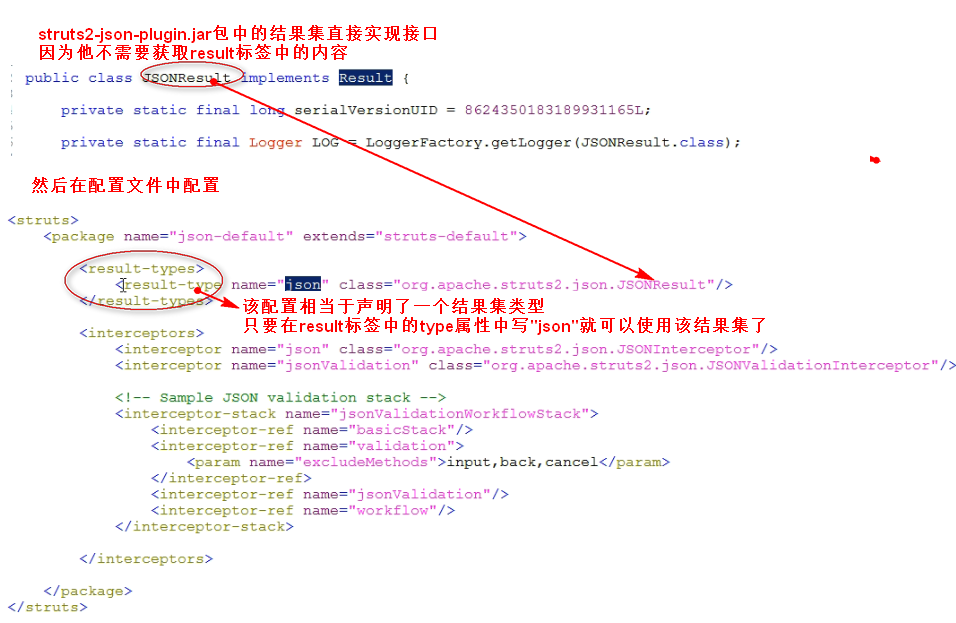 struts2-json-plugin.jar包中的结果集直接实现接口
因为他不需要获取result标签中的内容
public class JSONResult implements Result {
private static final long serialVersionUID = 8624350183189931165L;
private static final Logger LOG = LoggerFactory.getLogger(JSONResult.class);
然后在配置文件中配置
<struts>
<package name="json-default" extends="struts-default">
<result-types>
<result-type name="json" class="org.apache.struts2.json.JSONResult"/>
</result-types>
该配置相当于声明了一个结果集类型
只要在result标签中的type属性中写"json"就可以使用该结果集了
<interceptors>
<interceptor name="json" class="org.apache.struts2.json.JSONInterceptor"/>
<interceptor name="jsonValidation" class="org.apache.struts2.json.JSONValidationInterceptor"/>
<!-- Sample JSON validation stack -->
<interceptor-stack name="jsonValidationWorkflowStack">
<interceptor-ref name="basicStack"/>
<interceptor-ref name="validation">
<param name="excludeMethods">input,back,cancel</param>
</interceptor-ref>
<interceptor-ref name="jsonValidation"/>
<interceptor-ref name="workflow"/>
</interceptor-stack>
</interceptors>
</package>
</struts>